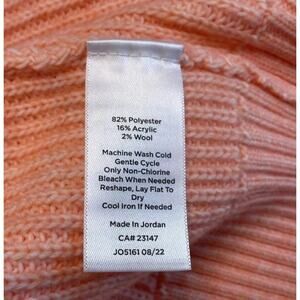 82% Polyester
16% Acrylic
2% Wool
Machine Wash Cold
Gentle Cycle
Only Non-Chlorine
Bleach When Needed
Reshape, Lay Flat To
Dry
Cool Iron If Needed
Made In Jordan
CA# 23147
JO5161 08/22